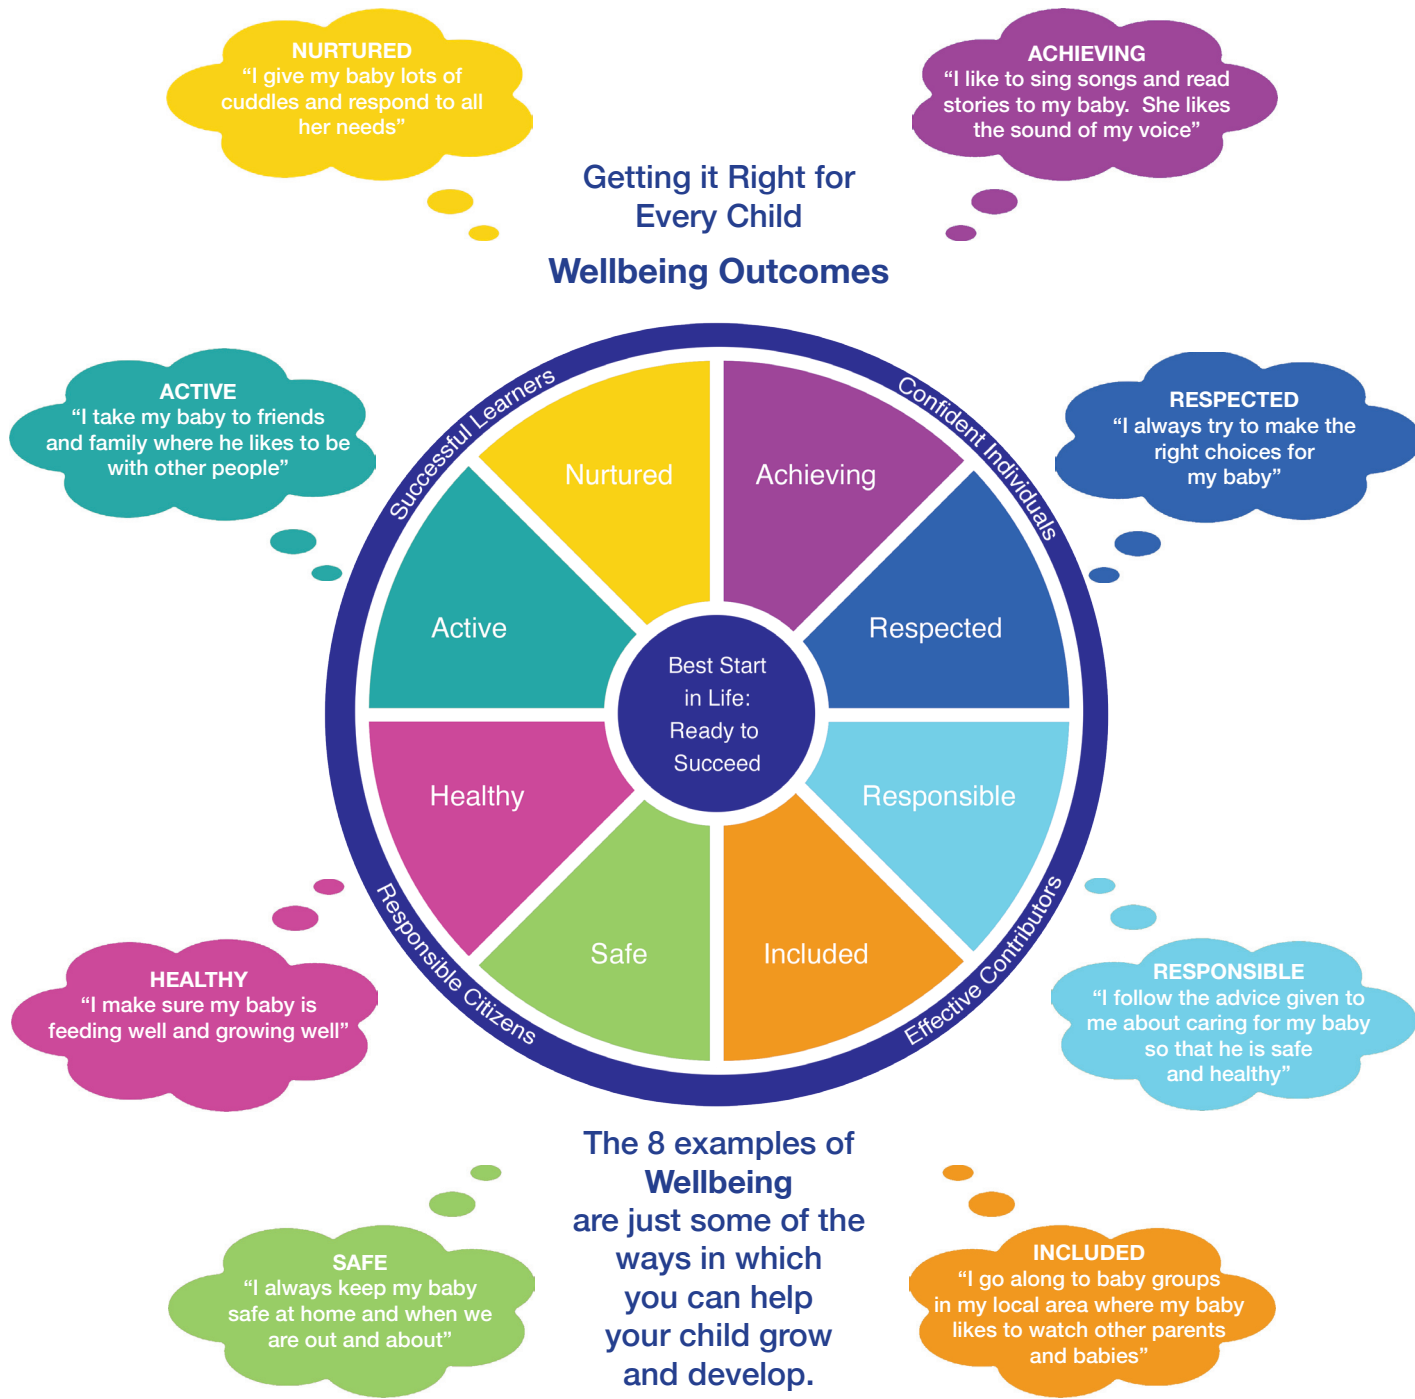 NURTURED
“I give my baby lots of
cuddles and respond to all
her needs”
ACHIEVING
“I like to sing songs and read
stories to my baby.  She likes
the sound of my voice”
Getting it Right for
Every Child
Wellbeing Outcomes
ACTIVE
“I take my baby to friends
and family where he likes to be
with other people”
RESPECTED
“I always try to make the
right choices for
my baby”
Successful Learners
Confident Individuals
Nurtured
Achieving
Active
Respected
Best Start
in Life:
Ready to
Succeed
Healthy
Responsible
Safe
Included
Responsible Citizens
Effective Contributors
HEALTHY
“I make sure my baby is
feeding well and growing well”
RESPONSIBLE
“I follow the advice given to
me about caring for my baby
so that he is safe
and healthy”
The 8 examples of
Wellbeing
are just some of the
ways in which
you can help
your child grow
and develop.
SAFE
“I always keep my baby
safe at home and when we
are out and about”
INCLUDED
“I go along to baby groups
in my local area where my baby
likes to watch other parents
and babies”